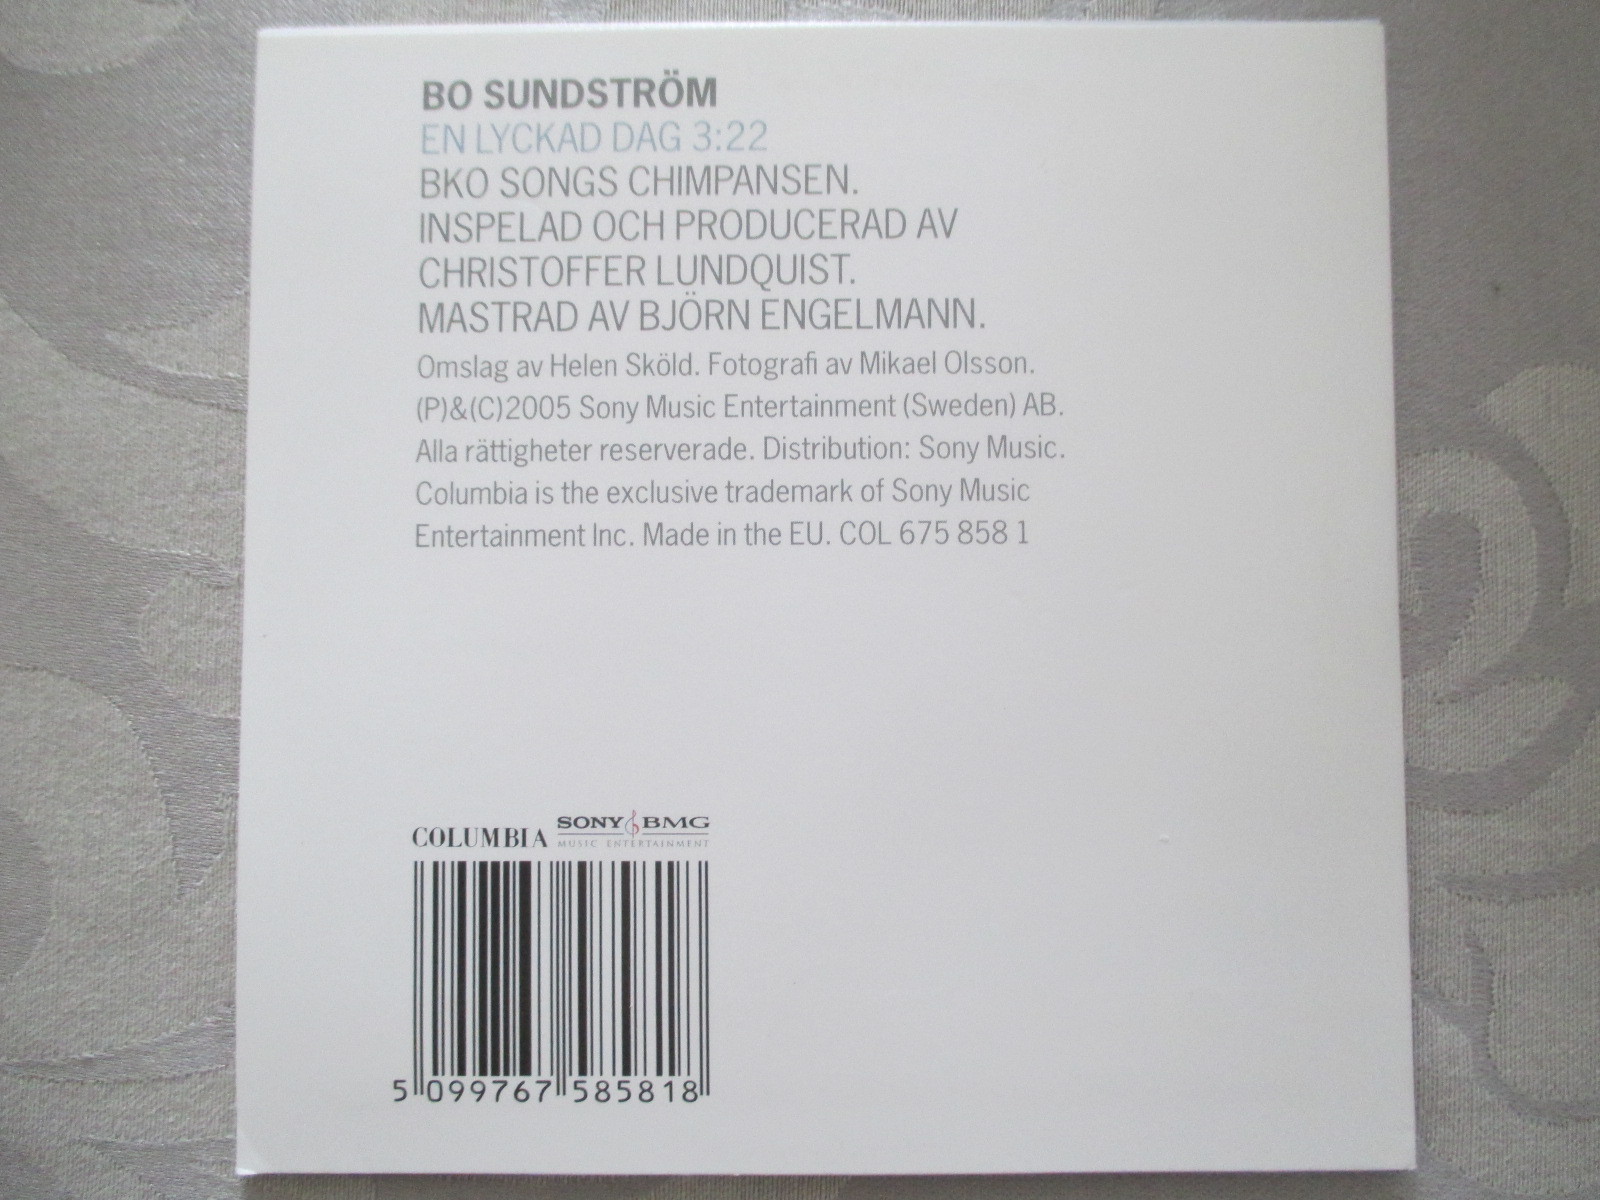 BO SUNDSTRÖM
EN LYCKAD DAG 3:22
BKO SONGS CHIMPANSEN.
INSPELAD OCH PRODUCERAD AV
CHRISTOFFER LUNDQUIST.
MASTRAD AV BJÖRN ENGELMANN.
Omslag av Helen Sköld. Fotografi av Mikael Olsson.
(P)&(C)2005 Sony Music Entertainment (Sweden) AB.
Alla rättigheter reserverade. Distribution: Sony Music.
Columbia is the exclusive trademark of Sony Music
Entertainment Inc. Made in the EU. COL 675 858 1
COLUMBIA SONY BMG
MUSIC ENTERTAINMENT
5 099767 585818